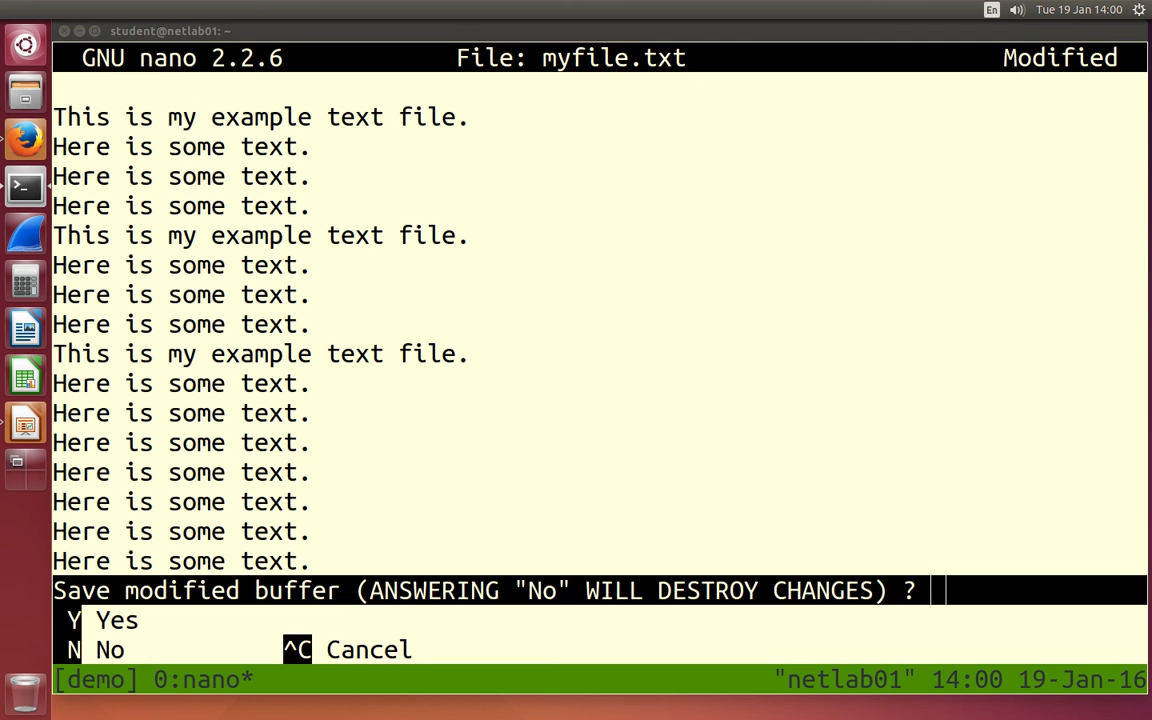 En Tue 19 Jan 14:00
student@netlab01: ~
GNU nano 2.2.6 File: myfile.txt Modified
This is my example text file.
Here is some text.
Here is some text.
Here is some text.
This is my example text file.
Here is some text.
Here is some text.
Here is some text.
This is my example text file.
Here is some text.
Here is some text.
Here is some text.
Here is some text.
Here is some text.
Here is some text.
Here is some text.
Save modified buffer (ANSWERING "No" WILL DESTROY CHANGES) ?
Y Yes
N No ^C Cancel
[demo] 0:nano* "netlab01" 14:00 19-Jan-16